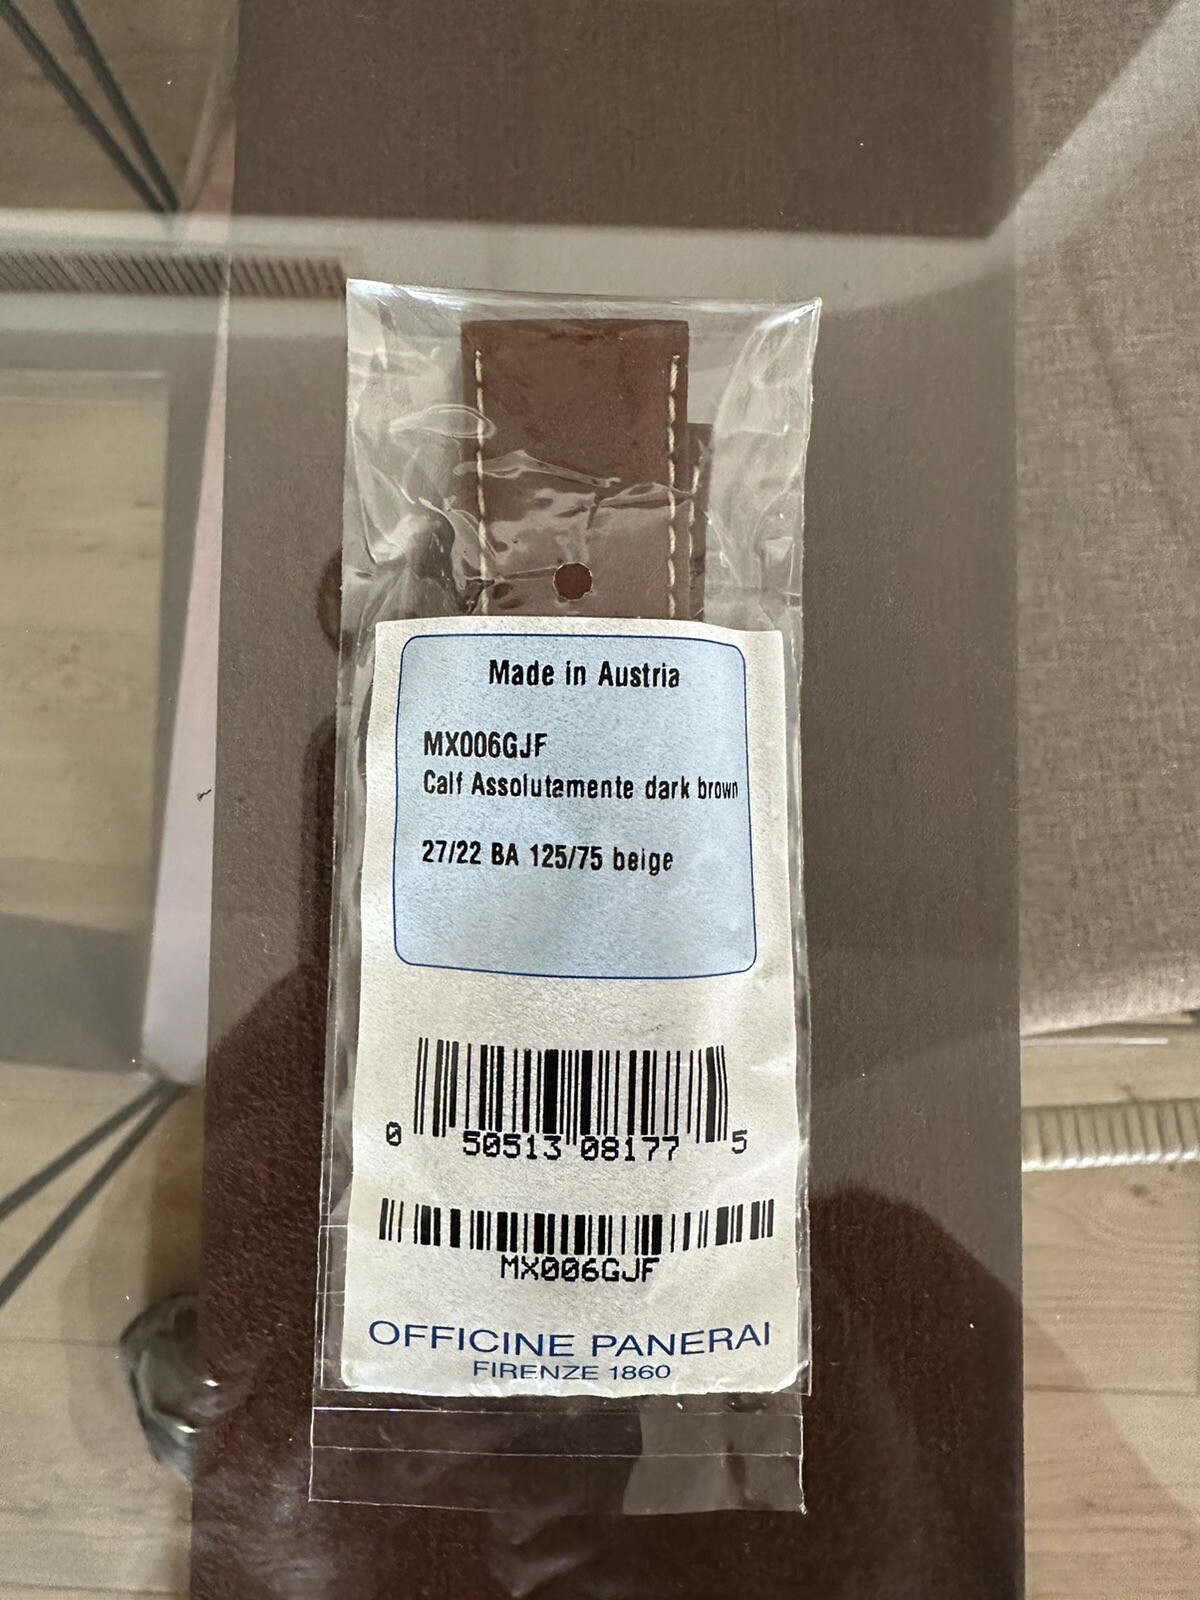 Made in Austria
MX006GJF
Calf Assolutamente dark brown
27/22 BA 125/75 beige
0 50513 08177 5
MX006GJF
OFFICINE PANERAI
FIRENZE 1860